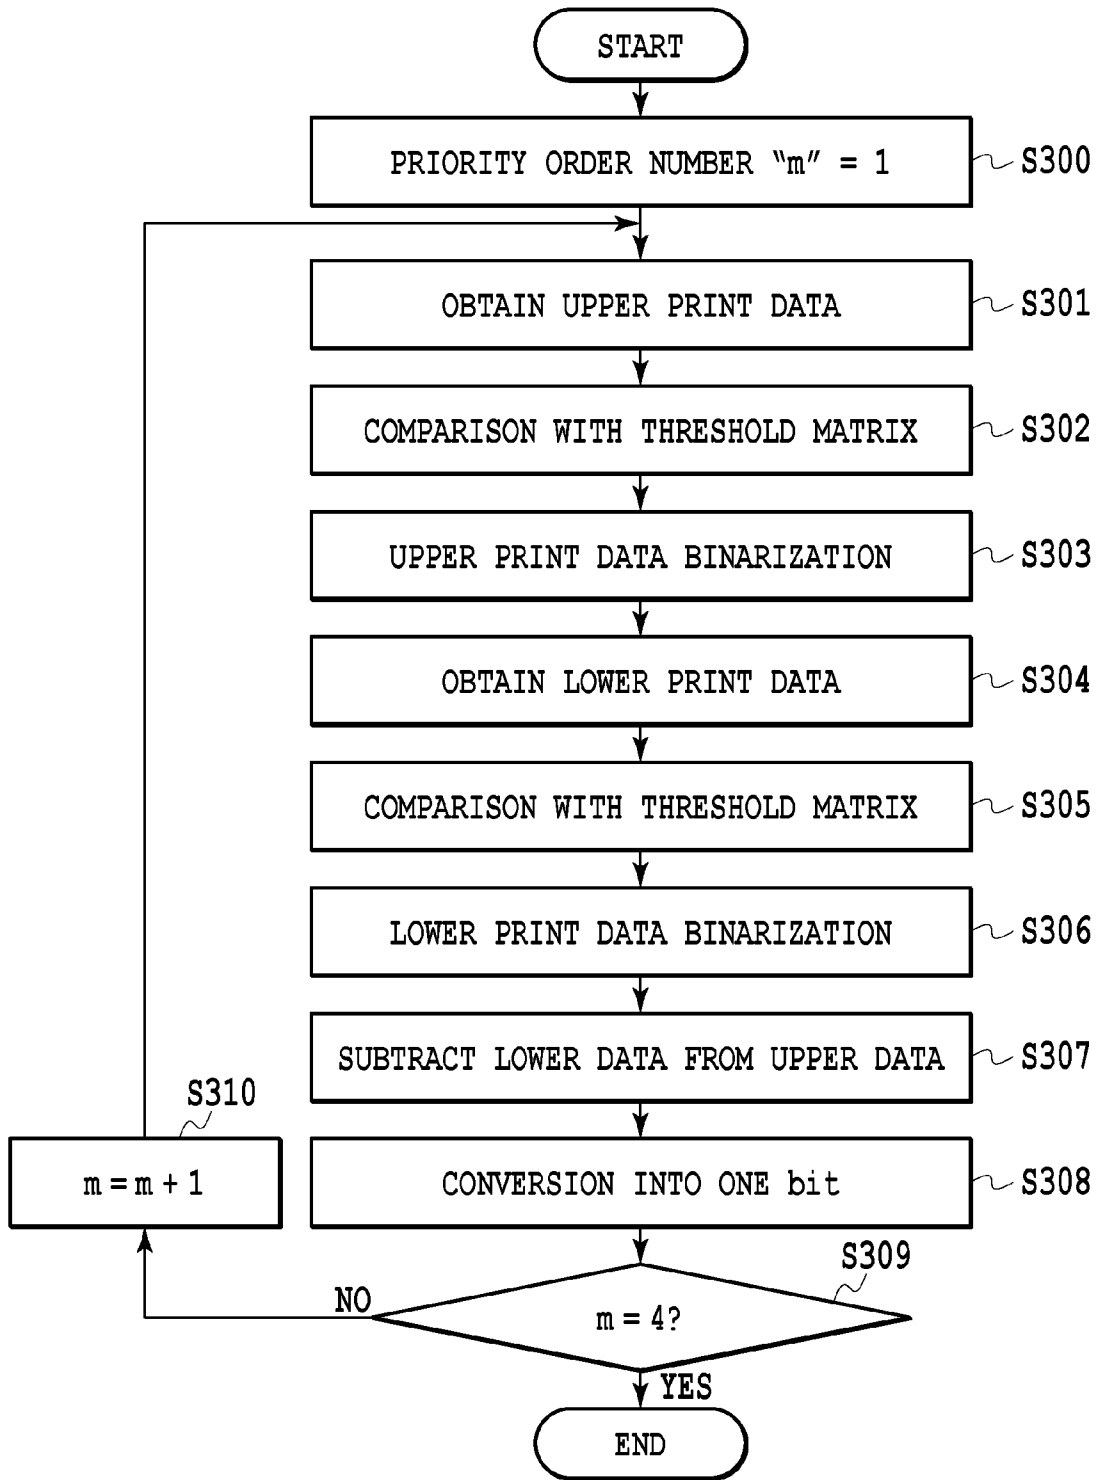 START
PRIORITY ORDER NUMBER “m” = 1
S300
OBTAIN UPPER PRINT DATA
S301
COMPARISON WITH THRESHOLD MATRIX
S302
UPPER PRINT DATA BINARIZATION
S303
OBTAIN LOWER PRINT DATA
S304
COMPARISON WITH THRESHOLD MATRIX
S305
LOWER PRINT DATA BINARIZATION
S306
SUBTRACT LOWER DATA FROM UPPER DATA
S307
S310
m = m + 1
CONVERSION INTO ONE bit
S308
S309
NO
m = 4?
YES
END